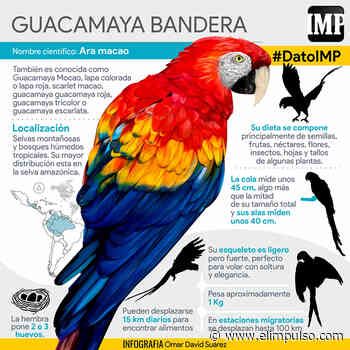 GUACAMAYA BANDERA
IMP
Nombre científico: Ara macao
#DatoIMP
También es conocida como
Guacamaya Macao, lapa colorada
o lapa roja, scarlet macao,
guacamaya guacamaya roja,
guacamaya tricolor o
guacamaya escarlata.
Localización
Selvas montañosas
y bosques húmedos
tropicales. Su mayor
distribución esta en
la selva amazónica.
Su dieta se compone
principalmente de semillas,
frutas, néctares, flores,
insectos, hojas y tallos
de algunas plantas.
La cola mide unos
45 cm, algo más
que la mitad
de su tamaño total y
sus alas miden
unos 40 cm.
Su esqueleto es ligero
pero fuerte, perfecto
para volar con soltura
y elegancia.
Pesa aproximadamente
1 Kg
La hembra
pone 2 o 3
huevos.
Pueden desplazarse
15 km diarios para
encontrar alimentos
En estaciones migratorias
se desplazan hasta 100 km
INFOGRAFIA Omar David Suárez
© www.elimpulso.com